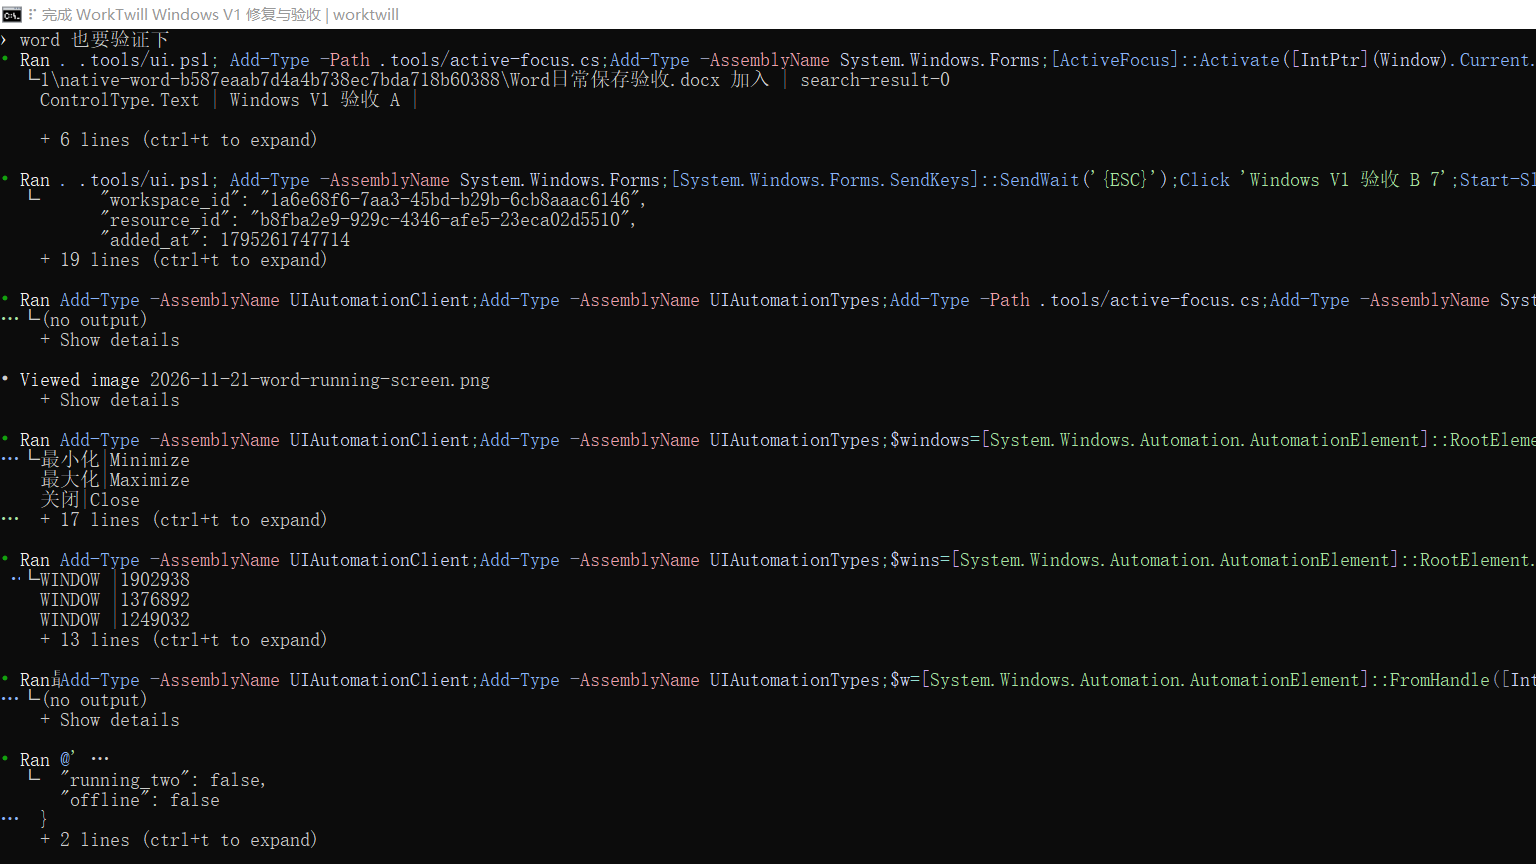 完成 WorkTwill Windows V1 修复与验收 | worktwill
› word 也要验证下
• Ran . .tools/ui.ps1; Add-Type -Path .tools/active-focus.cs;Add-Type -AssemblyName System.Windows.Forms;[ActiveFocus]::Activate([IntPtr](Window).Current.
└l\native-word-b587eaab7d4a4b738ec7bda718b60388\Word日常保存验收.docx 加入 | search-result-0
ControlType.Text | Windows V1 验收 A |
+ 6 lines (ctrl+t to expand)
• Ran . .tools/ui.ps1; Add-Type -AssemblyName System.Windows.Forms;[System.Windows.Forms.SendKeys]::SendWait('{ESC}');Click 'Windows V1 验收 B 7';Start-Sl
└ "workspace_id": "1a6e68f6-7aa3-45bd-b29b-6cb8aaac6146",
"resource_id": "b8fba2e9-929c-4346-afe5-23eca02d5510",
"added_at": 1795261747714
+ 19 lines (ctrl+t to expand)
• Ran Add-Type -AssemblyName UIAutomationClient;Add-Type -AssemblyName UIAutomationTypes;Add-Type -Path .tools/active-focus.cs;Add-Type -AssemblyName Syst
… └(no output)
+ Show details
• Viewed image 2026-11-21-word-running-screen.png
+ Show details
• Ran Add-Type -AssemblyName UIAutomationClient;Add-Type -AssemblyName UIAutomationTypes;$windows=[System.Windows.Automation.AutomationElement]::RootEleme
… └最小化|Minimize
最大化|Maximize
关闭|Close
… + 17 lines (ctrl+t to expand)
• Ran Add-Type -AssemblyName UIAutomationClient;Add-Type -AssemblyName UIAutomationTypes;$wins=[System.Windows.Automation.AutomationElement]::RootElement.
└WINDOW |1902938
WINDOW |1376892
WINDOW |1249032
+ 13 lines (ctrl+t to expand)
• Ran Add-Type -AssemblyName UIAutomationClient;Add-Type -AssemblyName UIAutomationTypes;$w=[System.Windows.Automation.AutomationElement]::FromHandle([Int
… └(no output)
+ Show details
• Ran @' …
└ "running_two": false,
"offline": false
… }
+ 2 lines (ctrl+t to expand)